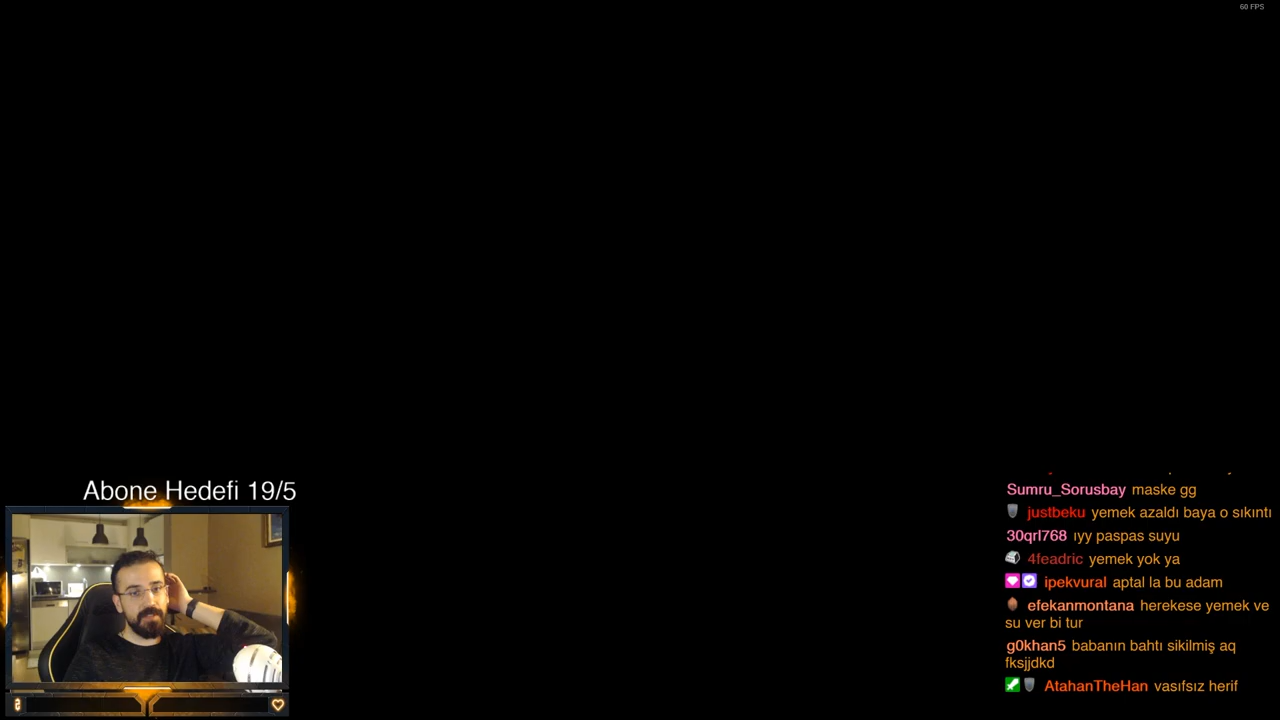 60 FPS
Abone Hedefi 19/5
Sumru_Sorusbay maske gg
justbeku yemek azaldı baya o sıkıntı
30qrl768 ıyy paspas suyu
4feadric yemek yok ya
ipekvural aptal la bu adam
efekanmontana herekese yemek ve
su ver bi tur
g0khan5 babanın bahtı sikilmiş aq
fksjjdkd
AtahanTheHan vasıfsız herif